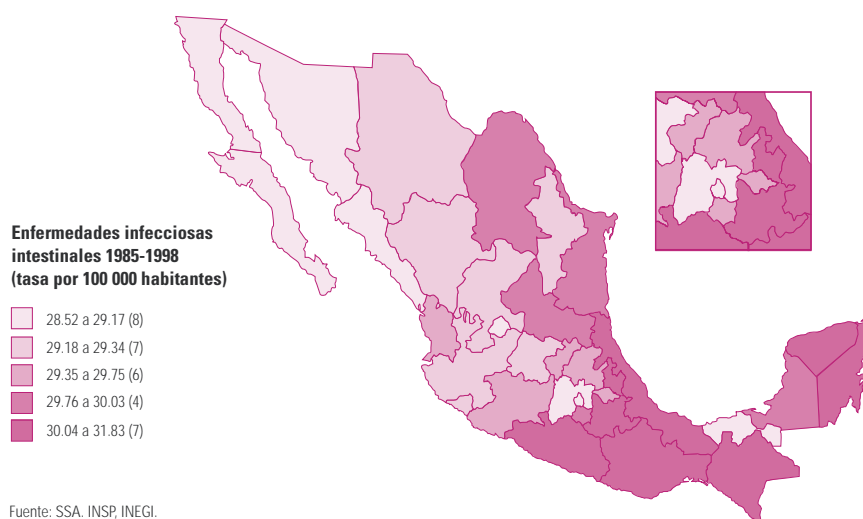 Enfermedades infecciosas
intestinales 1985-1998
(tasa por 100 000 habitantes)
28.52 a 29.17 (8)
29.18 a 29.34 (7)
29.35 a 29.75 (6)
29.76 a 30.03 (4)
30.04 a 31.83 (7)
Fuente: SSA. INSP, INEGI.